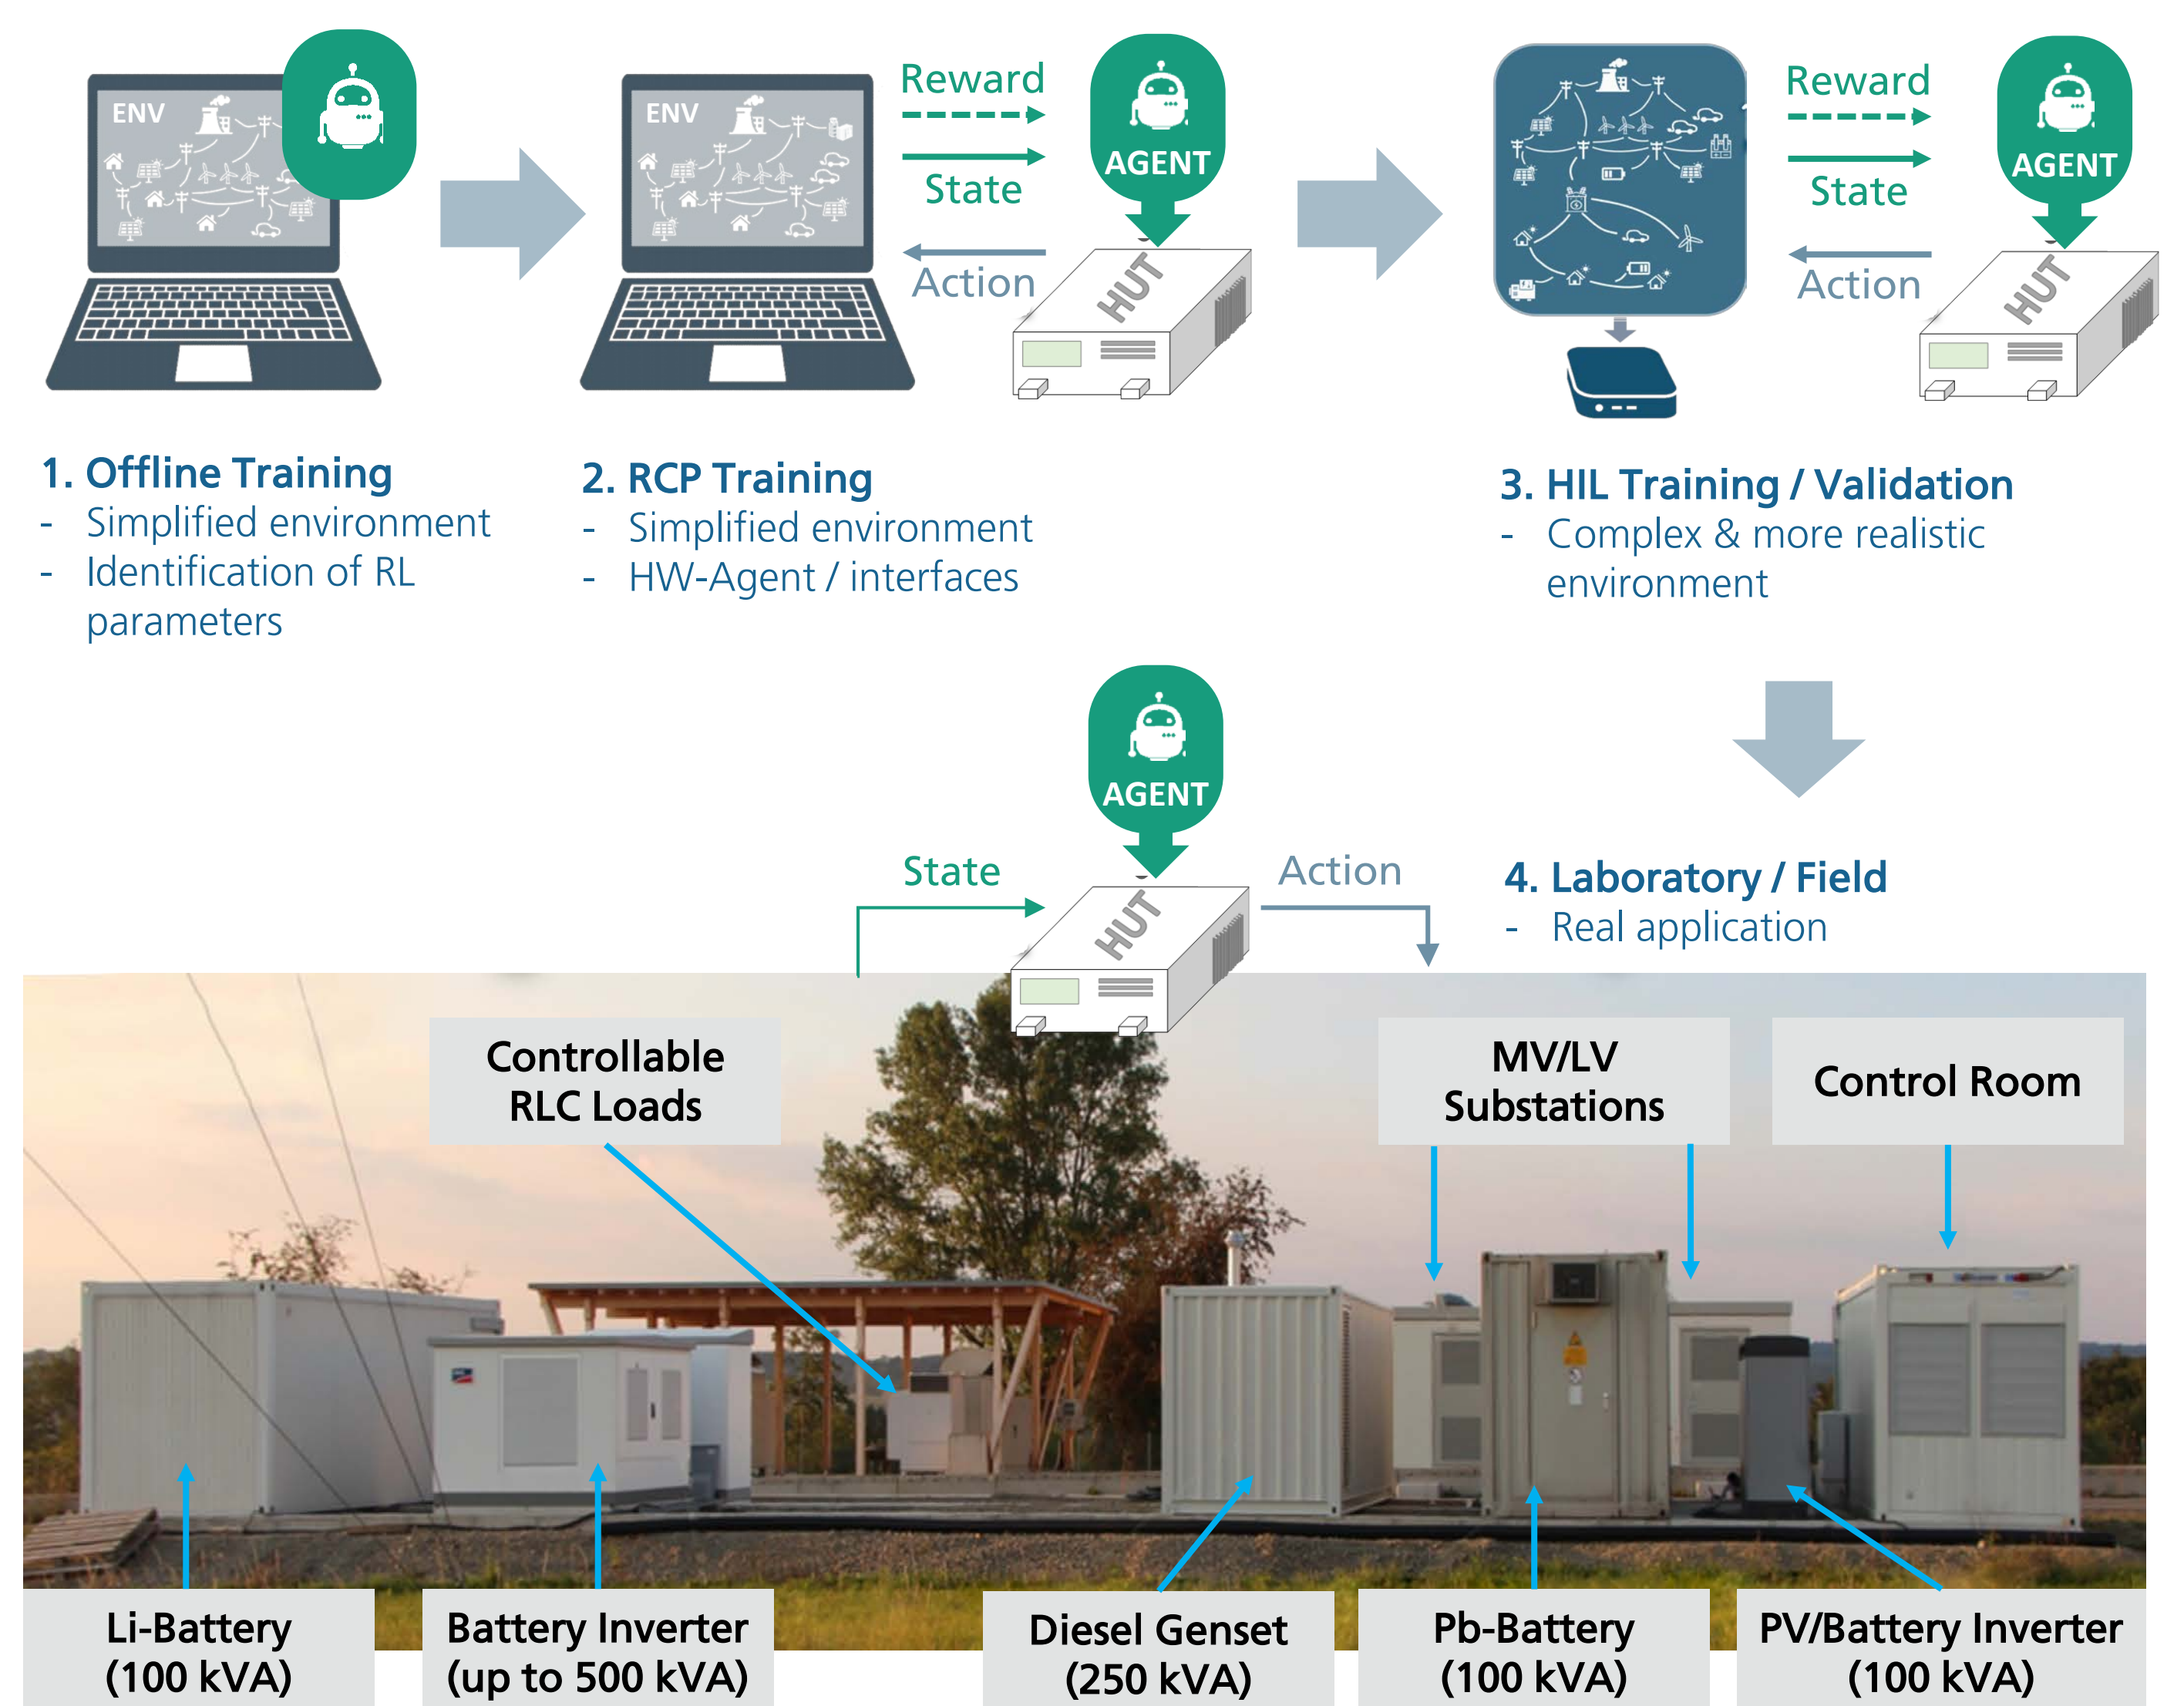 ENV
ENV
Reward
State
Action
AGENT
HUT
Reward
State
Action
AGENT
HUT
1. Offline Training
- Simplified environment
- Identification of RL
parameters
2. RCP Training
- Simplified environment
- HW-Agent / interfaces
3. HIL Training / Validation
- Complex & more realistic
environment
AGENT
State
HUT
Action
4. Laboratory / Field
- Real application
Controllable
RLC Loads
MV/LV
Substations
Control Room
Li-Battery
(100 kVA)
Battery Inverter
(up to 500 kVA)
Diesel Genset
(250 kVA)
Pb-Battery
(100 kVA)
PV/Battery Inverter
(100 kVA)